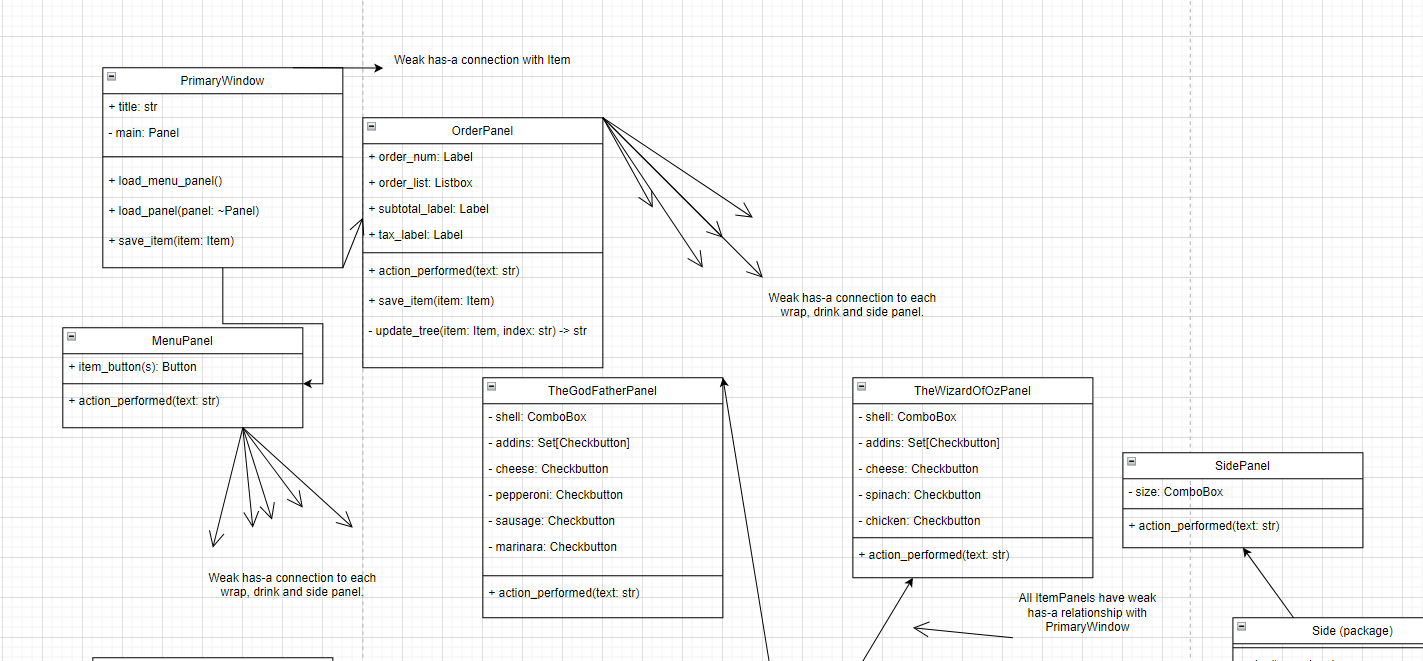 Weak has-a connection with Item
PrimaryWindow
+ title: str
- main: Panel
+ load_menu_panel()
+ load_panel(panel: ~Panel)
+ save_item(item: Item)
OrderPanel
+ order_num: Label
+ order_list: Listbox
+ subtotal_label: Label
+ tax_label: Label
+ action_performed(text: str)
+ save_item(item: Item)
- update_tree(item: Item, index: str) -> str
Weak has-a connection to each
wrap, drink and side panel.
MenuPanel
+ item_button(s): Button
+ action_performed(text: str)
Weak has-a connection to each
wrap, drink and side panel.
TheGodFatherPanel
- shell: ComboBox
- addins: Set[Checkbutton]
- cheese: Checkbutton
- pepperoni: Checkbutton
- sausage: Checkbutton
- marinara: Checkbutton
+ action_performed(text: str)
TheWizardOfOzPanel
- shell: ComboBox
- addins: Set[Checkbutton]
- cheese: Checkbutton
- spinach: Checkbutton
- chicken: Checkbutton
+ action_performed(text: str)
SidePanel
- size: ComboBox
+ action_performed(text: str)
All ItemPanels have weak
has-a relationship with
PrimaryWindow
Side (package)